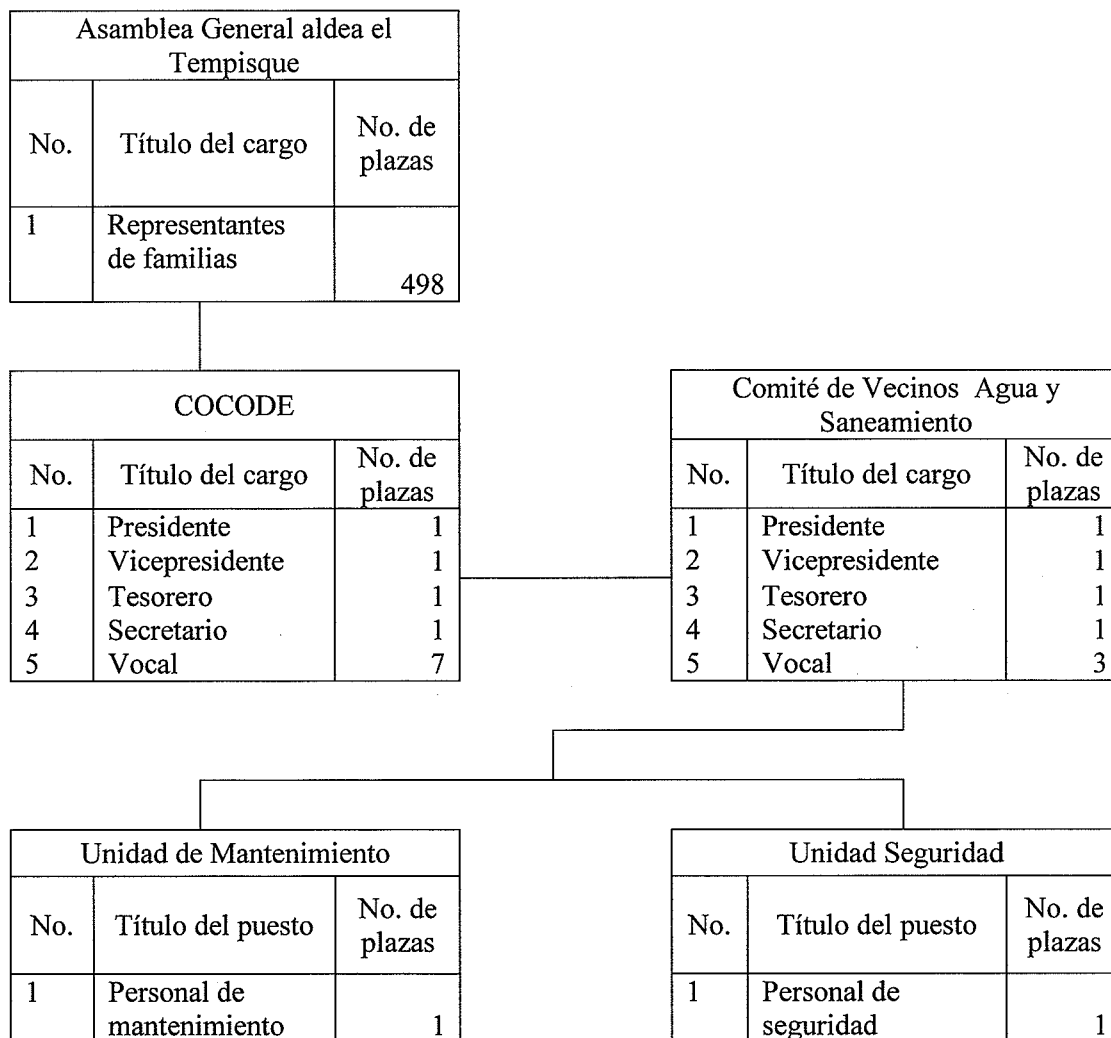 Asamblea General aldea el
Tempisque
No. Título del cargo No. de
plazas
1 Representantes
de familias
498
COCODE
No. Título del cargo No. de
plazas
1 Presidente 1
2 Vicepresidente 1
3 Tesorero 1
4 Secretario 1
5 Vocal 7
Comité de Vecinos Agua y
Saneamiento
No. Título del cargo No. de
plazas
1 Presidente 1
2 Vicepresidente 1
3 Tesorero 1
4 Secretario 1
5 Vocal 3
Unidad de Mantenimiento
No. Título del puesto No. de
plazas
1 Personal de
mantenimiento 1
Unidad Seguridad
No. Título del puesto No. de
plazas
1 Personal de
seguridad 1